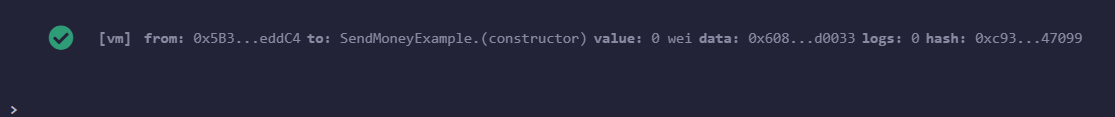 [vm] from: 0x5B3...eddC4 to: SendMoneyExample.(constructor) value: 0 wei data: 0x608...d0033 logs: 0 hash: 0xc93...47099
>